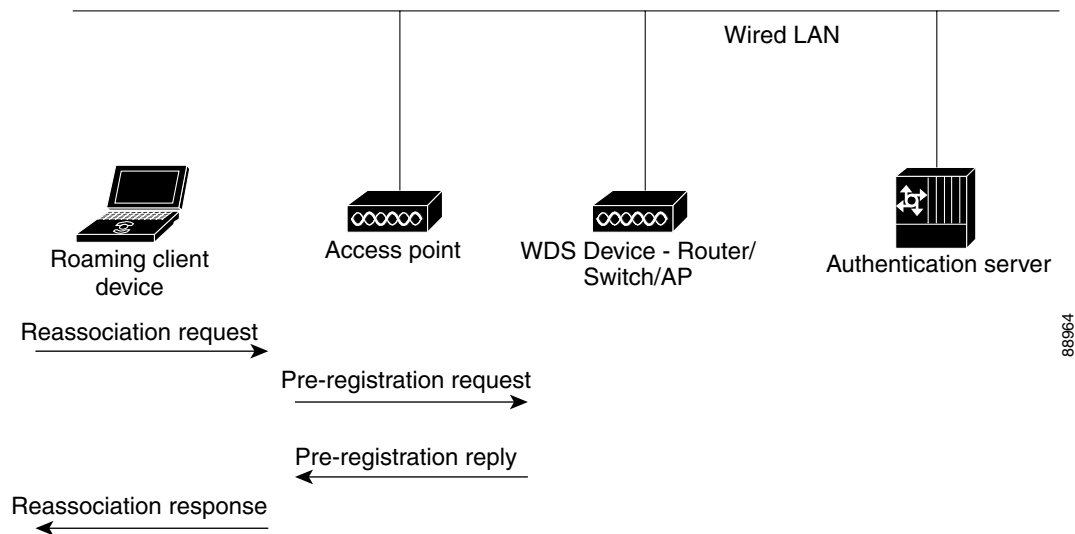 Wired LAN
Roaming client
device
Access point
WDS Device - Router/
Switch/AP
Authentication server
88964
Reassociation request
Pre-registration request
Pre-registration reply
Reassociation response